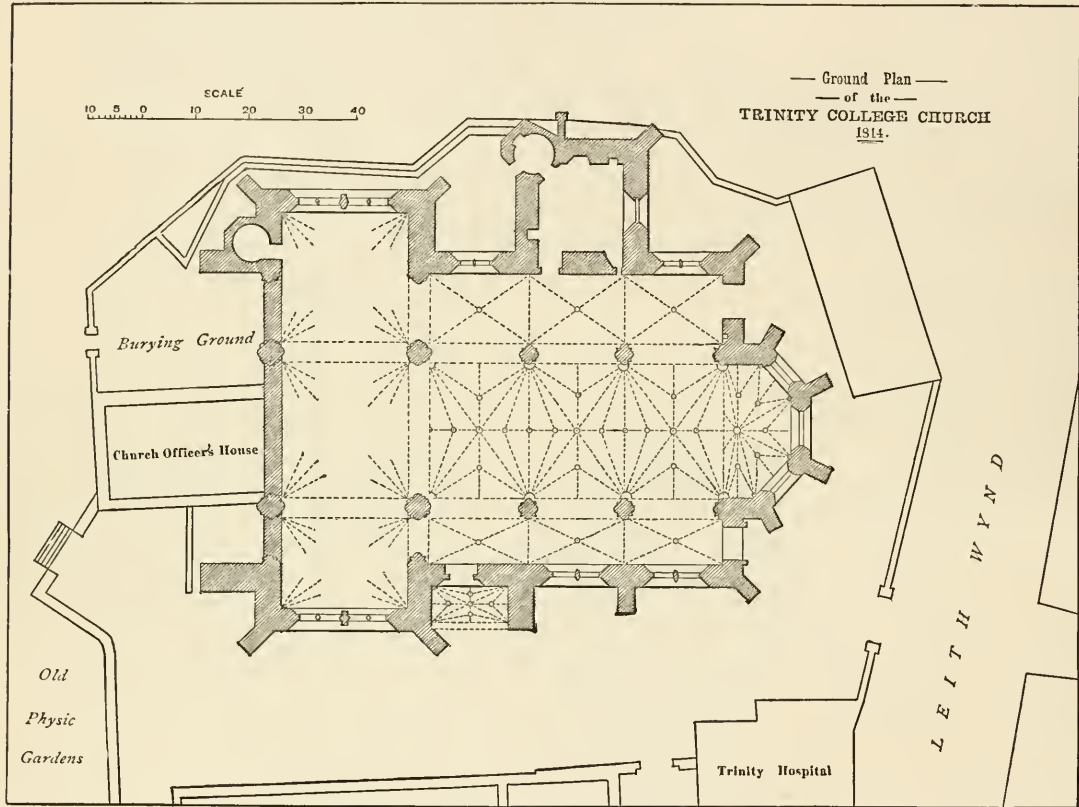 SCALE
10 5 0 10 20 30 40
Ground Plan
of the
TRINITY COLLEGE CHURCH
1814.
Burying Ground
Church Officer's House
LEITH WYND
Old
Physic
Gardens
Trinity Hospital